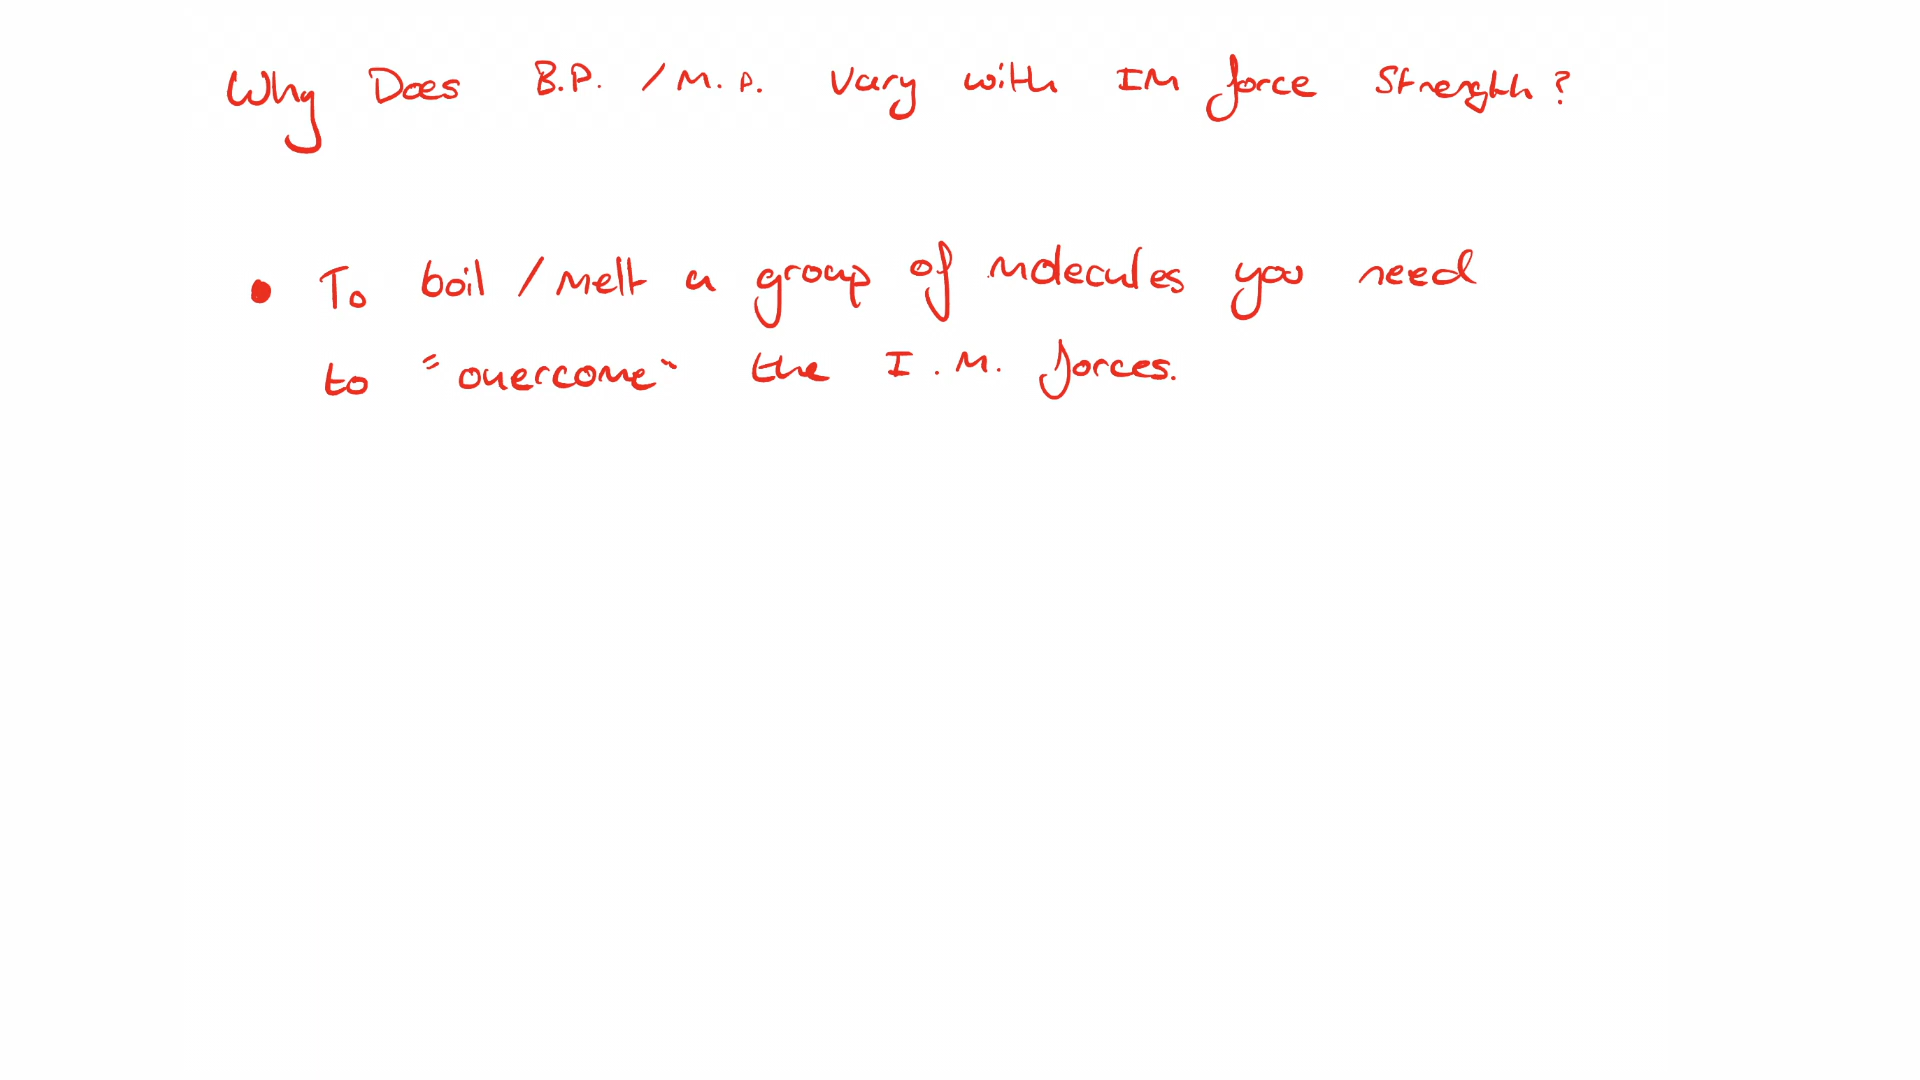 Why Does B.P. / M.P. vary with IM force Strength?
• To boil / melt a group of molecules you need
to "overcome" the I.M. forces.